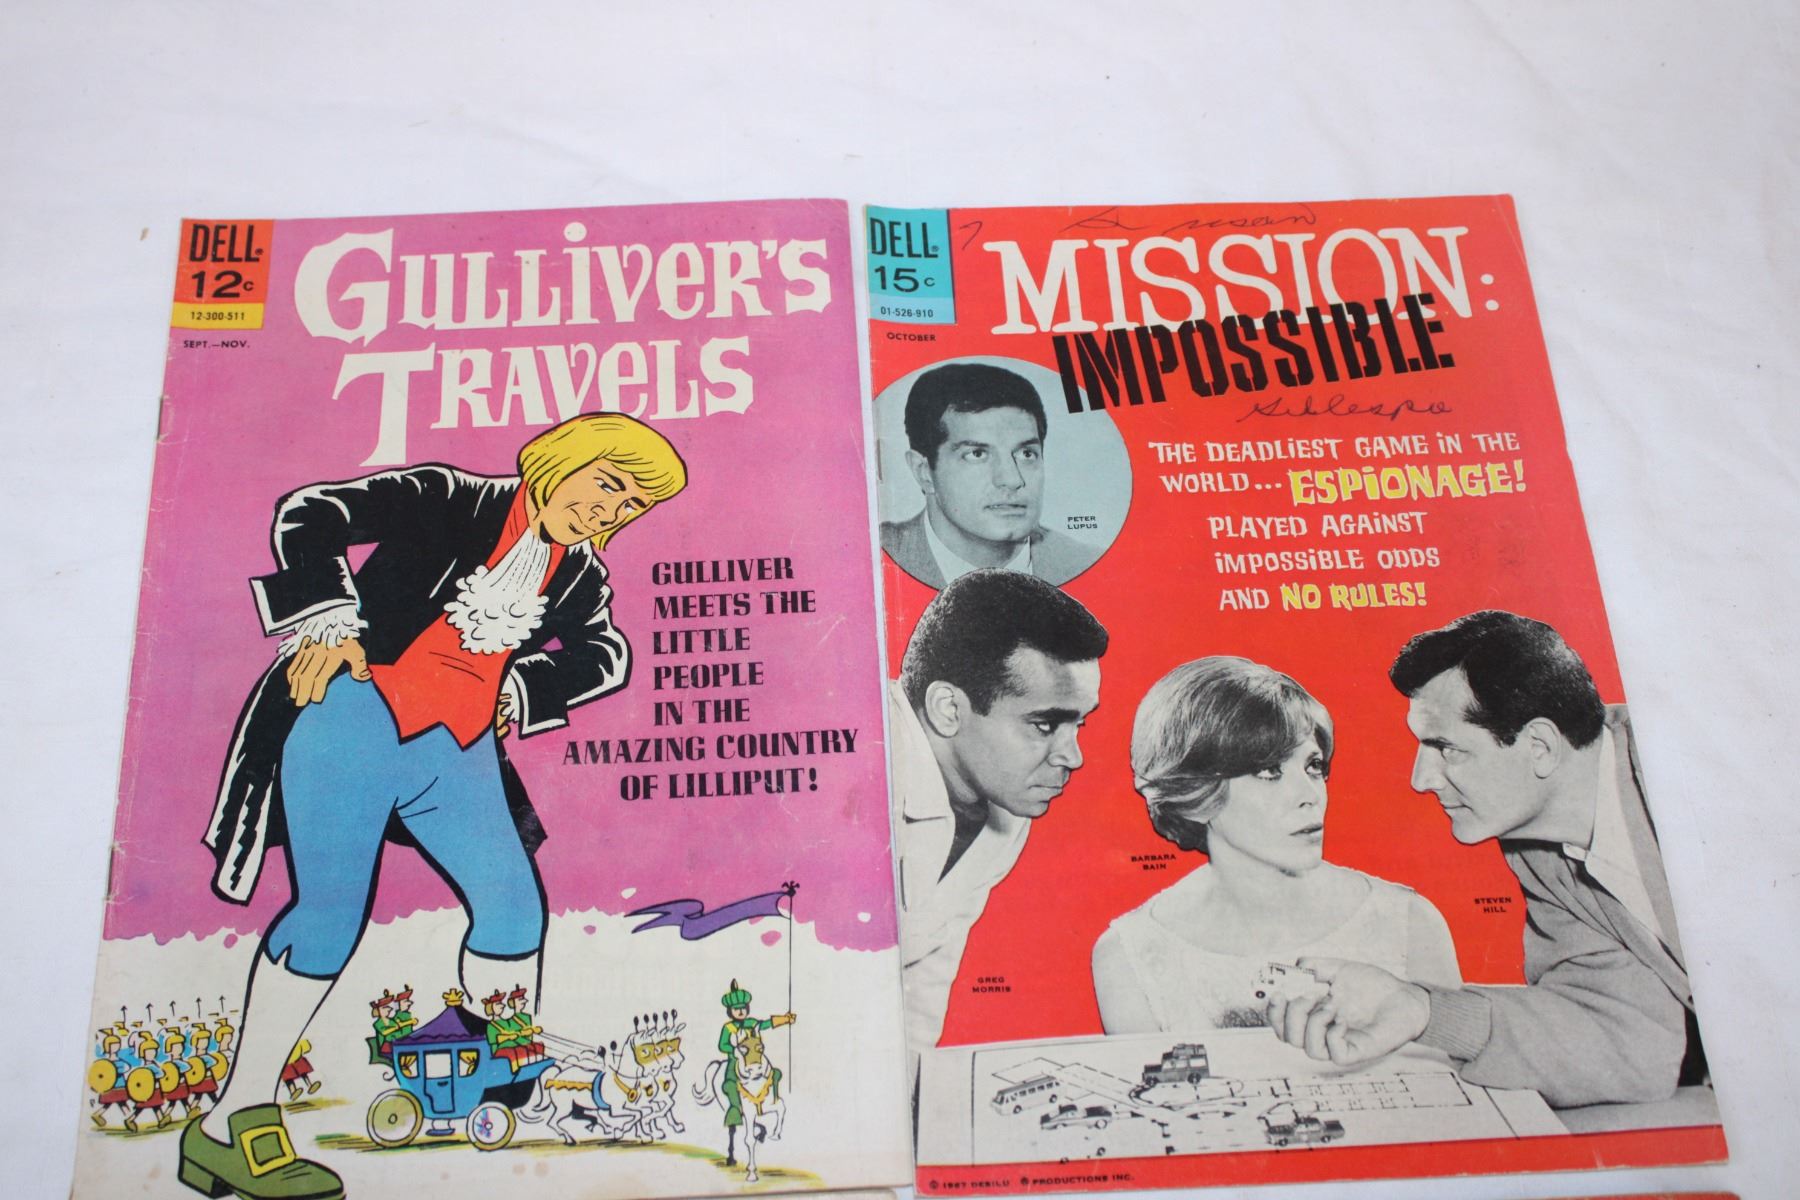 DELL®
12c
12-300-511
SEPT.—NOV.
GULLIVER'S
TRAVELS
GULLIVER
MEETS THE
LITTLE
PEOPLE
IN THE
AMAZING COUNTRY
OF LILLIPUT!
DELL®
15c
01-526-910
OCTOBER
MISSION:
IMPOSSIBLE
Gillespie
THE DEADLIEST GAME IN THE
WORLD... ESPIONAGE!
PLAYED AGAINST
IMPOSSIBLE ODDS
AND NO RULES!
PETER
LUPUS
BARBARA
BAIN
STEVEN
HILL
GREG
MORRIS
© 1967 DESILU ® PRODUCTIONS INC.